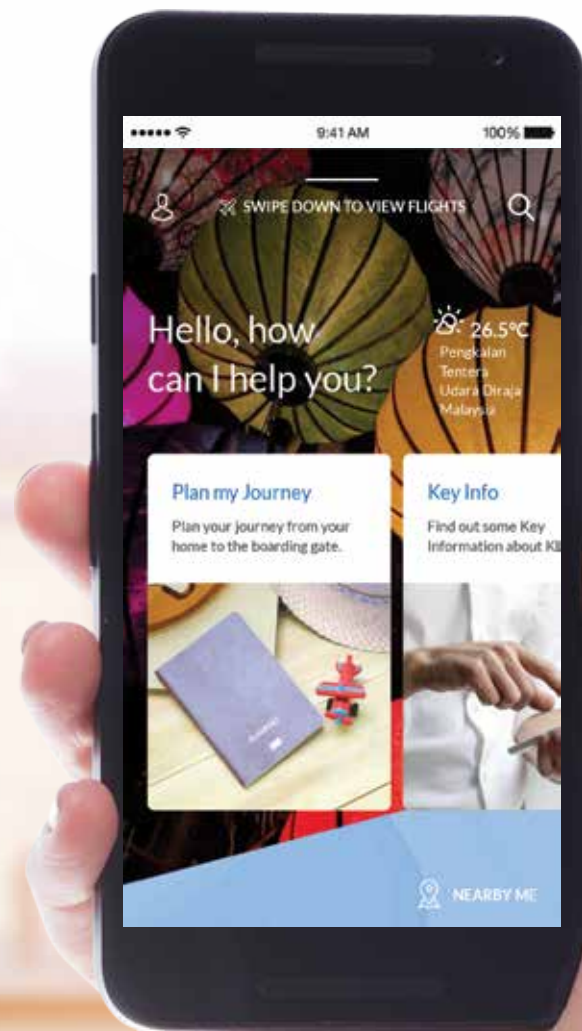 9:41 AM
100%
SWIPE DOWN TO VIEW FLIGHTS
Hello, how
can I help you?
26.5°C
Pengkalan
Tentera
Udara Diraja
Malaysia
Plan my Journey
Plan your journey from your
home to the boarding gate.
Key Info
Find out some Key
Information about
NEARBY ME